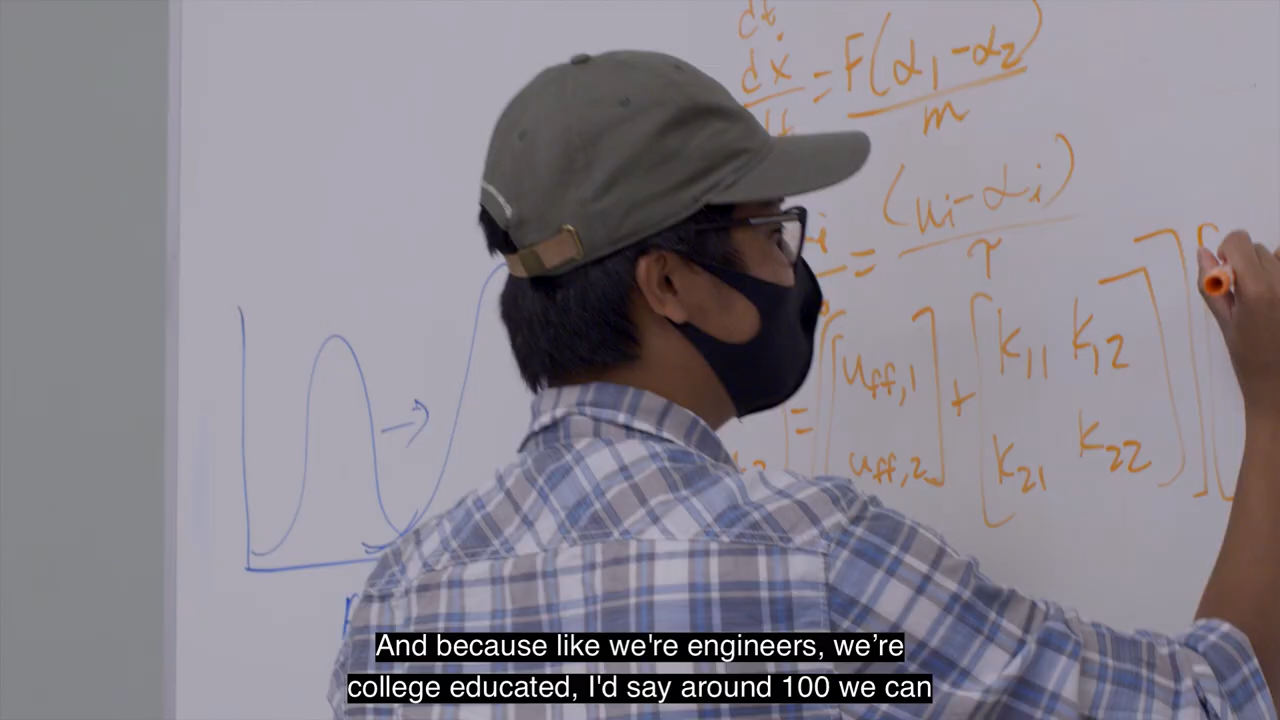 dt
dẋ = F(α₁-α₂)
dt m
i = (uᵢ-αᵢ)
τ
= [u_ff,1 + [K₁₁ K₁₂
u_ff,2] K₂₁ K₂₂]
And because like we're engineers, we’re
college educated, I'd say around 100 we can